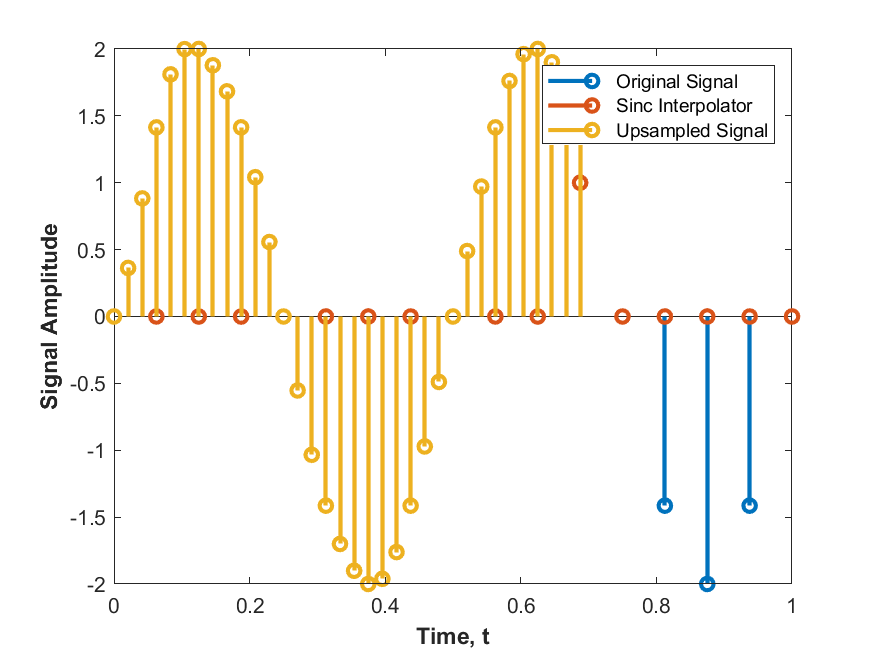 2
1.5
1
0.5
0
-0.5
-1
-1.5
-2
Signal Amplitude
Original Signal
Sinc Interpolator
Upsampled Signal
0 0.2 0.4 0.6 0.8 1
Time, t